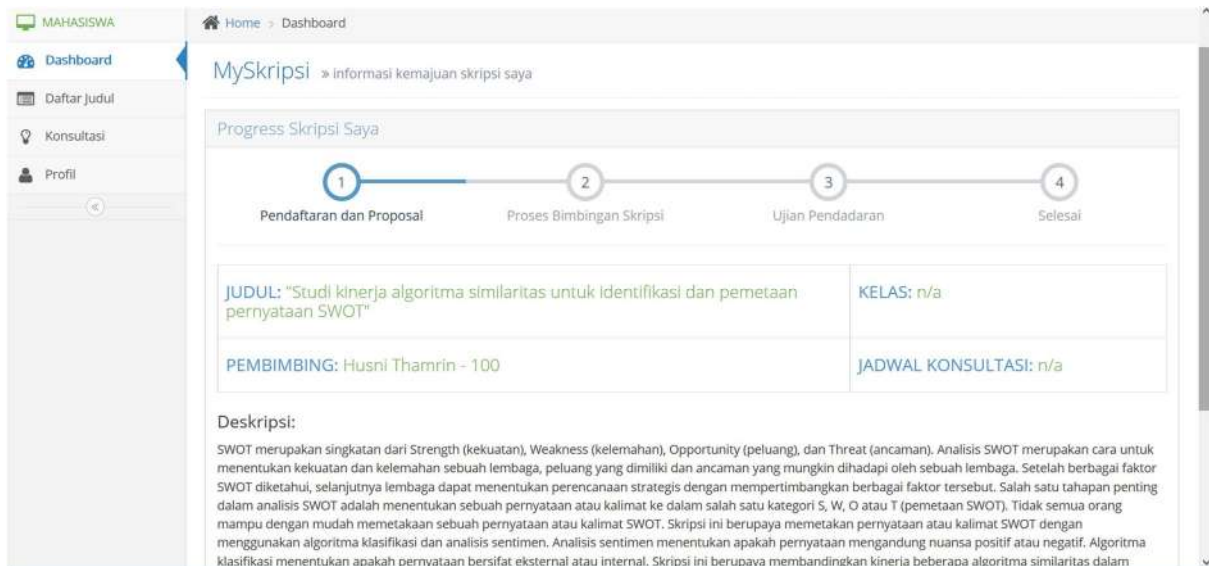 MAHASISWA
Dashboard
Daftar Judul
Konsultasi
Profil
Home > Dashboard
MySkripsi » informasi kemajuan skripsi saya
Progress Skripsi Saya
1 2 3 4
Pendaftaran dan Proposal Proses Bimbingan Skripsi Ujian Pendadaran Selesai
JUDUL: "Studi kinerja algoritma similaritas untuk identifikasi dan pemetaan
pernyataan SWOT"
KELAS: n/a
PEMBIMBING: Husni Thamrin - 100
JADWAL KONSULTASI: n/a
Deskripsi:
SWOT merupakan singkatan dari Strength (kekuatan), Weakness (kelemahan), Opportunity (peluang), dan Threat (ancaman). Analisis SWOT merupakan cara untuk
menentukan kekuatan dan kelemahan sebuah lembaga, peluang yang dimiliki dan ancaman yang mungkin dihadapi oleh sebuah lembaga. Setelah berbagai faktor
SWOT diketahui, selanjutnya lembaga dapat menentukan perencanaan strategis dengan mempertimbangkan berbagai faktor tersebut. Salah satu tahapan penting
dalam analisis SWOT adalah menentukan sebuah pernyataan atau kalimat ke dalam salah satu kategori S, W, O atau T (pemetaan SWOT). Tidak semua orang
mampu dengan mudah memetakaan sebuah pernyataan atau kalimat SWOT. Skripsi ini berupaya memetakan pernyataan atau kalimat SWOT dengan
menggunakan algoritma klasifikasi dan analisis sentimen. Analisis sentimen menentukan apakah pernyataan mengandung nuansa positif atau negatif. Algoritma
klasifikasi menentukan apakah pernyataan bersifat eksternal atau internal. Skripsi ini berupaya membandingkan kinerja beberapa algoritma similaritas dalam